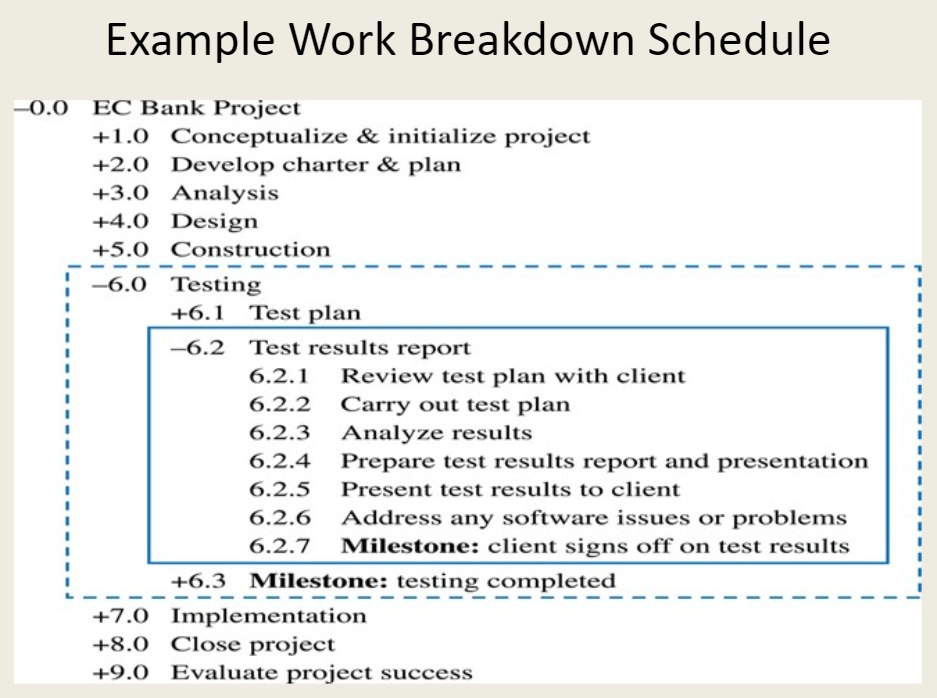 Example Work Breakdown Schedule
–0.0 EC Bank Project
+1.0 Conceptualize & initialize project
+2.0 Develop charter & plan
+3.0 Analysis
+4.0 Design
+5.0 Construction
–6.0 Testing
+6.1 Test plan
–6.2 Test results report
6.2.1 Review test plan with client
6.2.2 Carry out test plan
6.2.3 Analyze results
6.2.4 Prepare test results report and presentation
6.2.5 Present test results to client
6.2.6 Address any software issues or problems
6.2.7 Milestone: client signs off on test results
+6.3 Milestone: testing completed
+7.0 Implementation
+8.0 Close project
+9.0 Evaluate project success